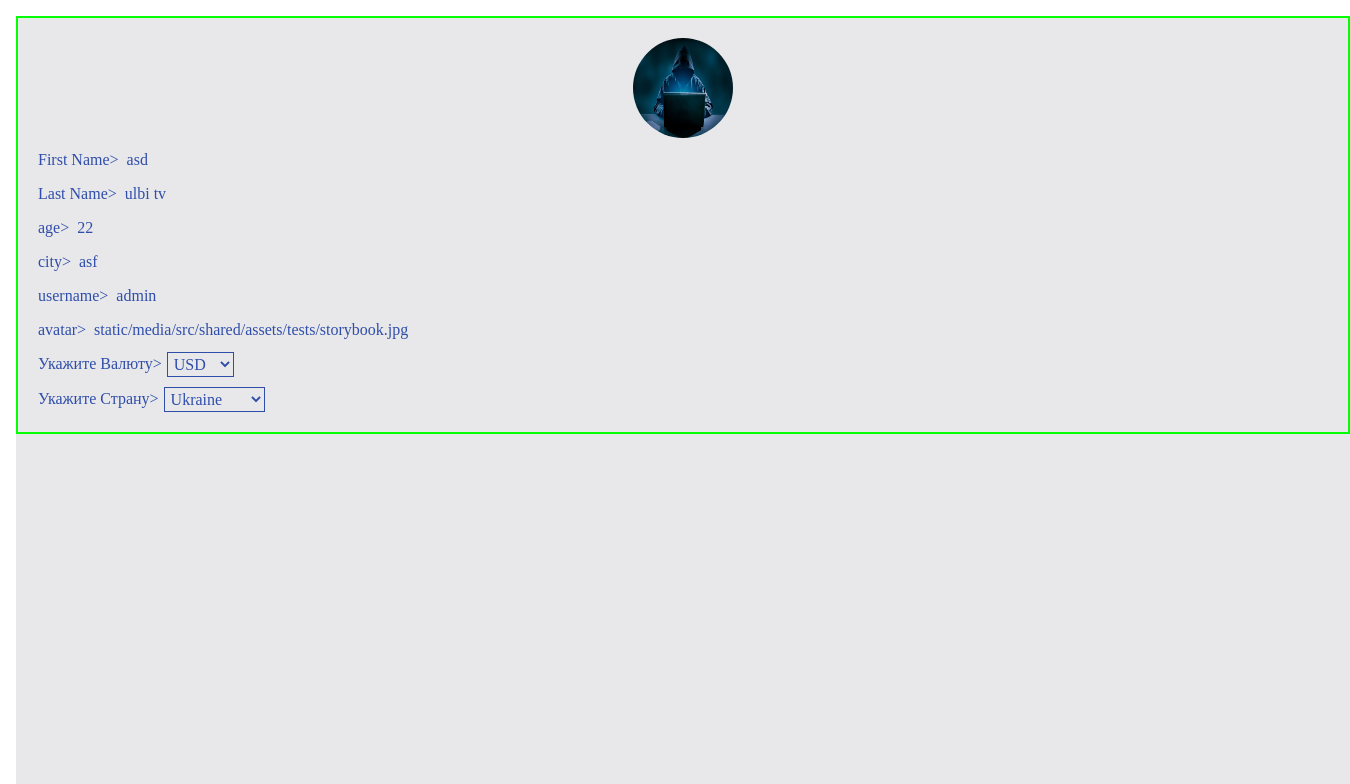 First Name> asd
Last Name> ulbi tv
age> 22
city> asf
username> admin
avatar> static/media/src/shared/assets/tests/storybook.jpg
Укажите Валюту> USD
Укажите Страну> Ukraine